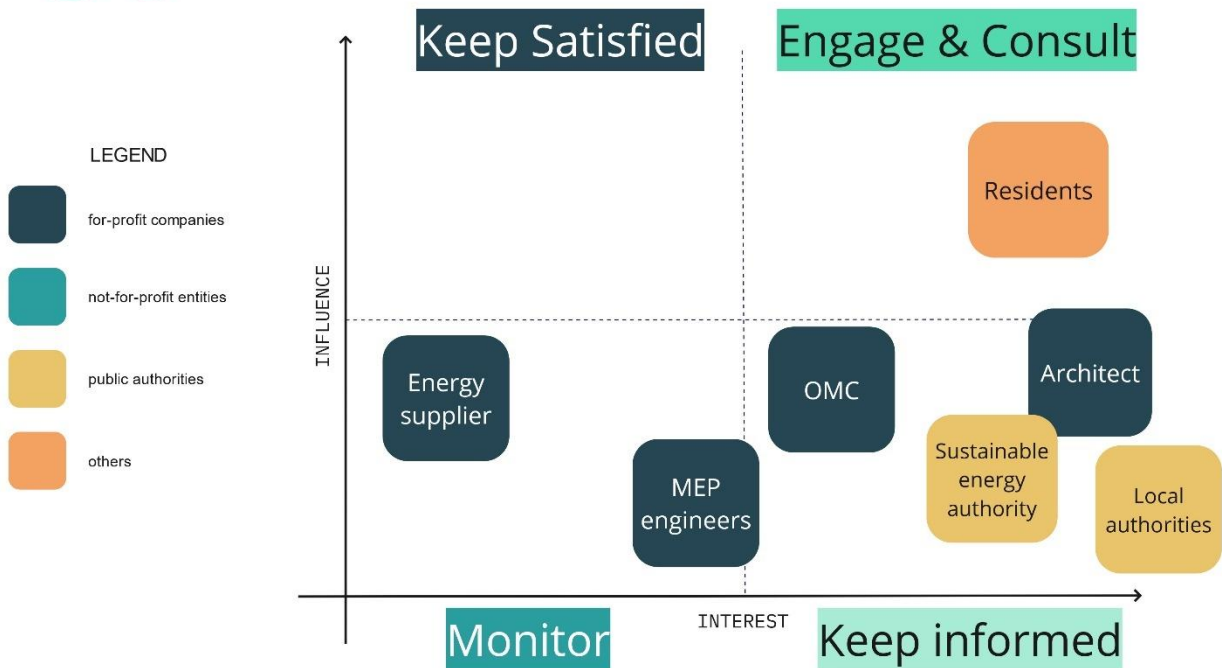 Keep Satisfied
Engage & Consult
LEGEND
for-profit companies
not-for-profit entities
public authorities
others
INFLUENCE
Residents
Energy
supplier
OMC
Architect
MEP
engineers
Sustainable
energy
authority
Local
authorities
INTEREST
Monitor
Keep informed